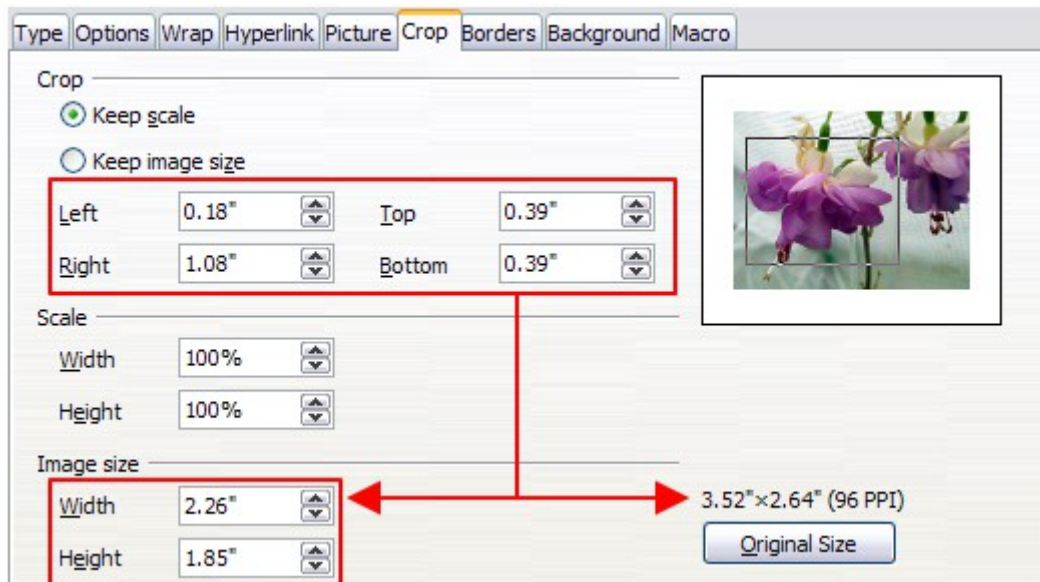 Type Options Wrap Hyperlink Picture Crop Borders Background Macro
Crop
Keep scale
Keep image size
Left 0.18" Top 0.39"
Right 1.08" Bottom 0.39"
Scale
Width 100%
Height 100%
Image size
Width 2.26" 3.52"×2.64" (96 PPI)
Height 1.85" Original Size